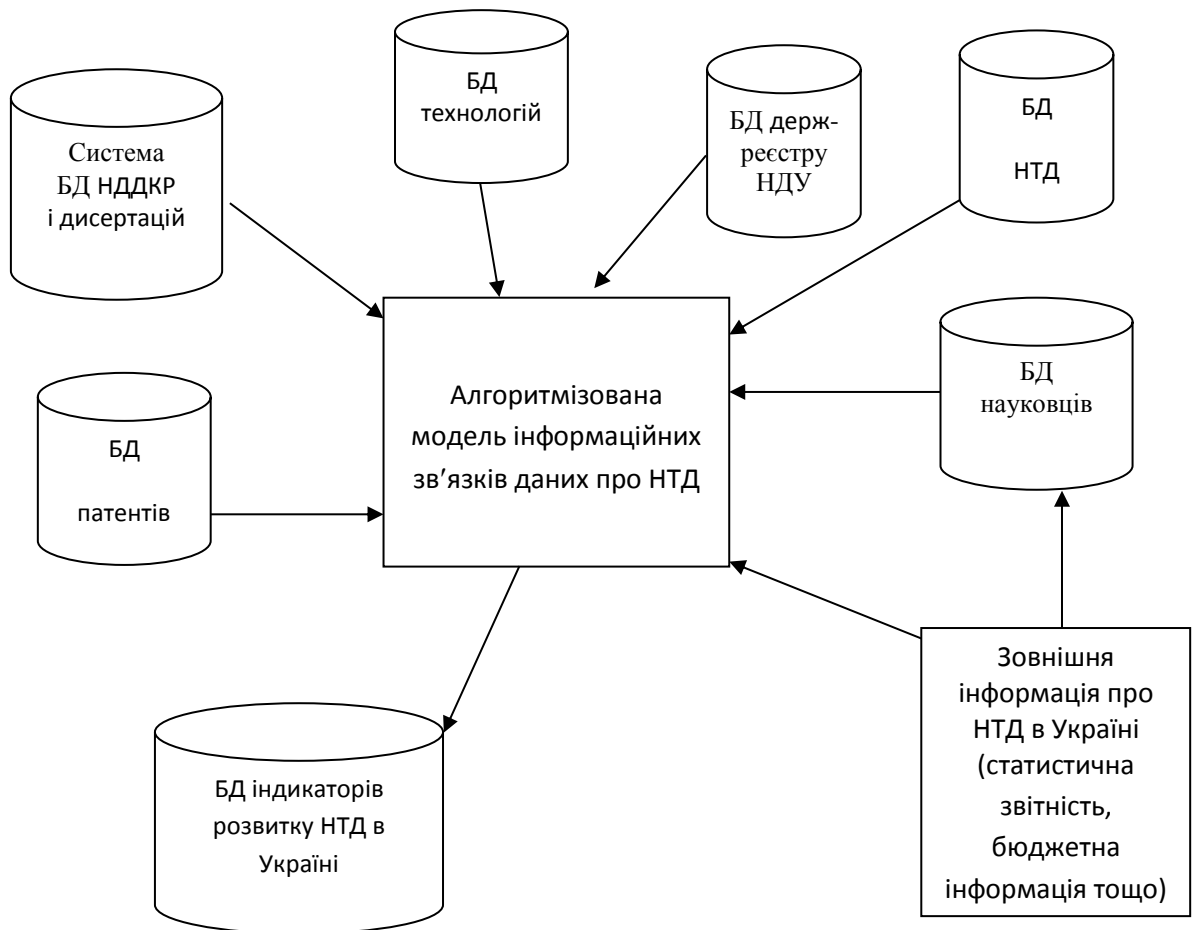 БД
технологій
БД держ-
реєстру
НДУ
БД
НТД
Система
БД НДДКР
і дисертацій
БД
науковців
Алгоритмізована
модель інформаційних
зв′язків даних про НТД
БД
патентів
Зовнішня
інформація про
НТД в Україні
(статистична
звітність,
бюджетна
інформація тощо)
БД індикаторів
розвитку НТД в
Україні